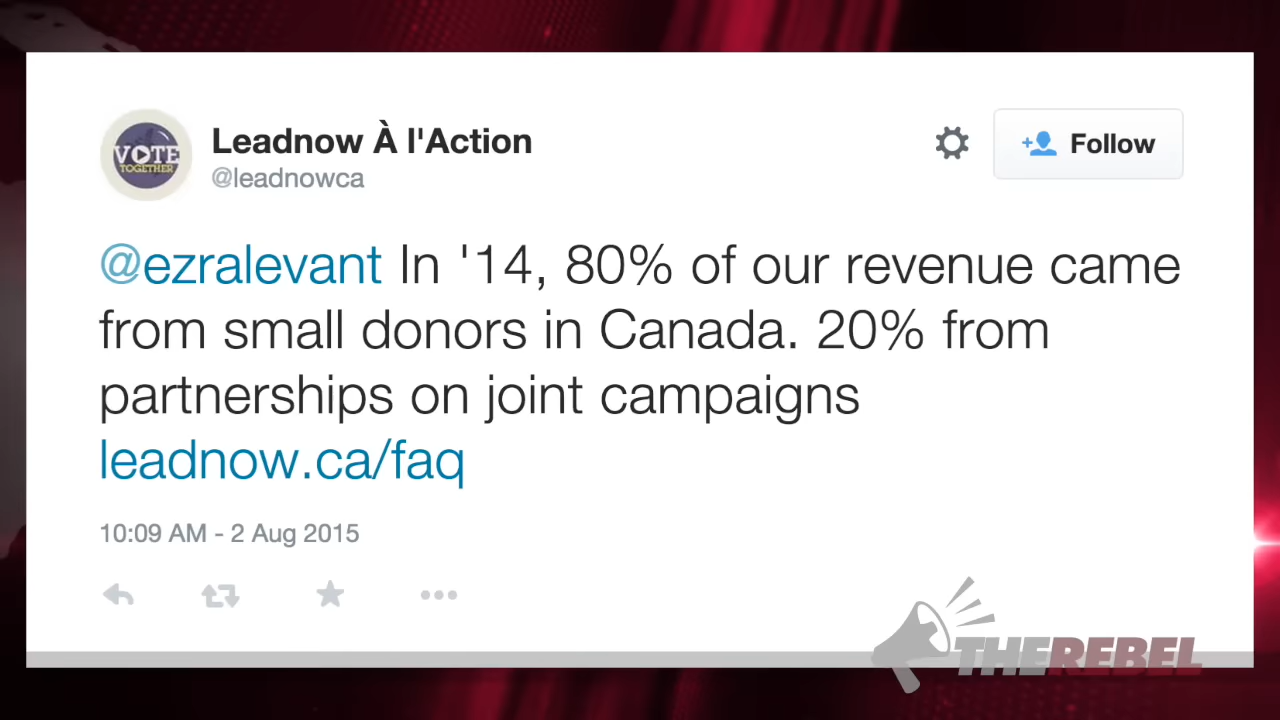 VOTE
TOGETHER
Leadnow À l'Action
@leadnowca
Follow
@ezralevant In '14, 80% of our revenue came
from small donors in Canada. 20% from
partnerships on joint campaigns
leadnow.ca/faq
10:09 AM - 2 Aug 2015
THEREBEL